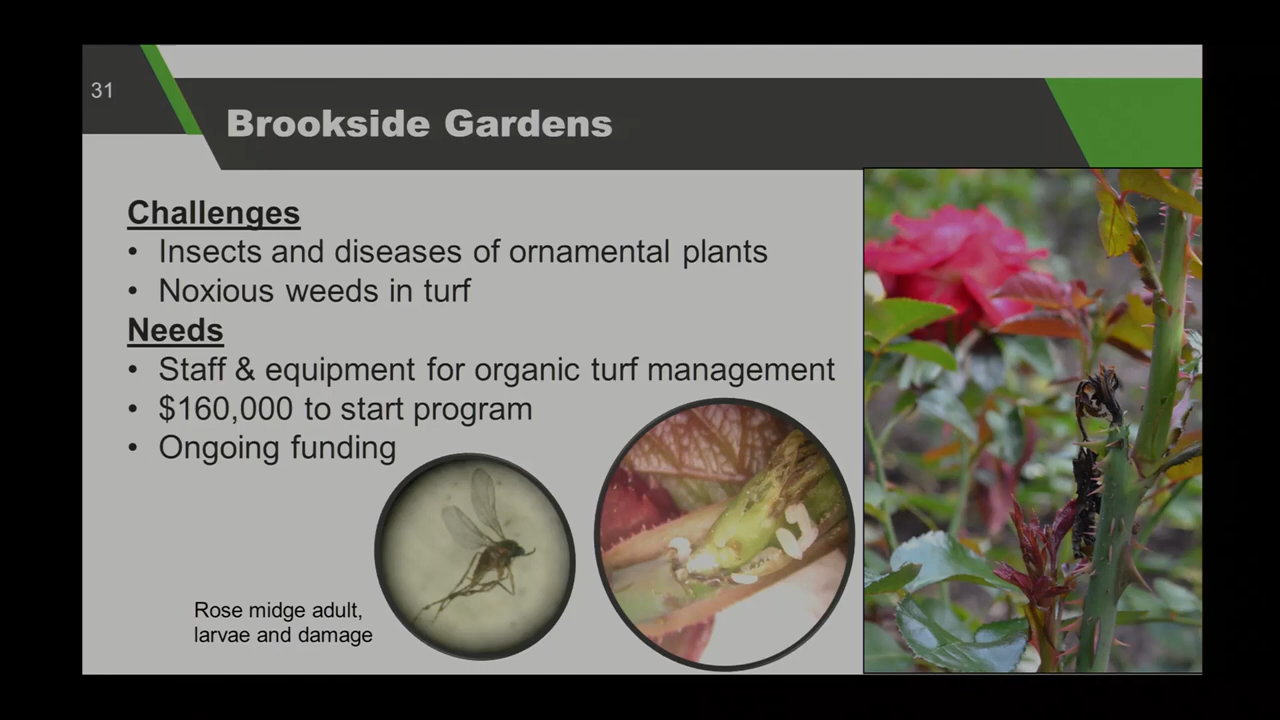 31
Brookside Gardens
Challenges
• Insects and diseases of ornamental plants
• Noxious weeds in turf
Needs
• Staff & equipment for organic turf management
• $160,000 to start program
• Ongoing funding
Rose midge adult,
larvae and damage